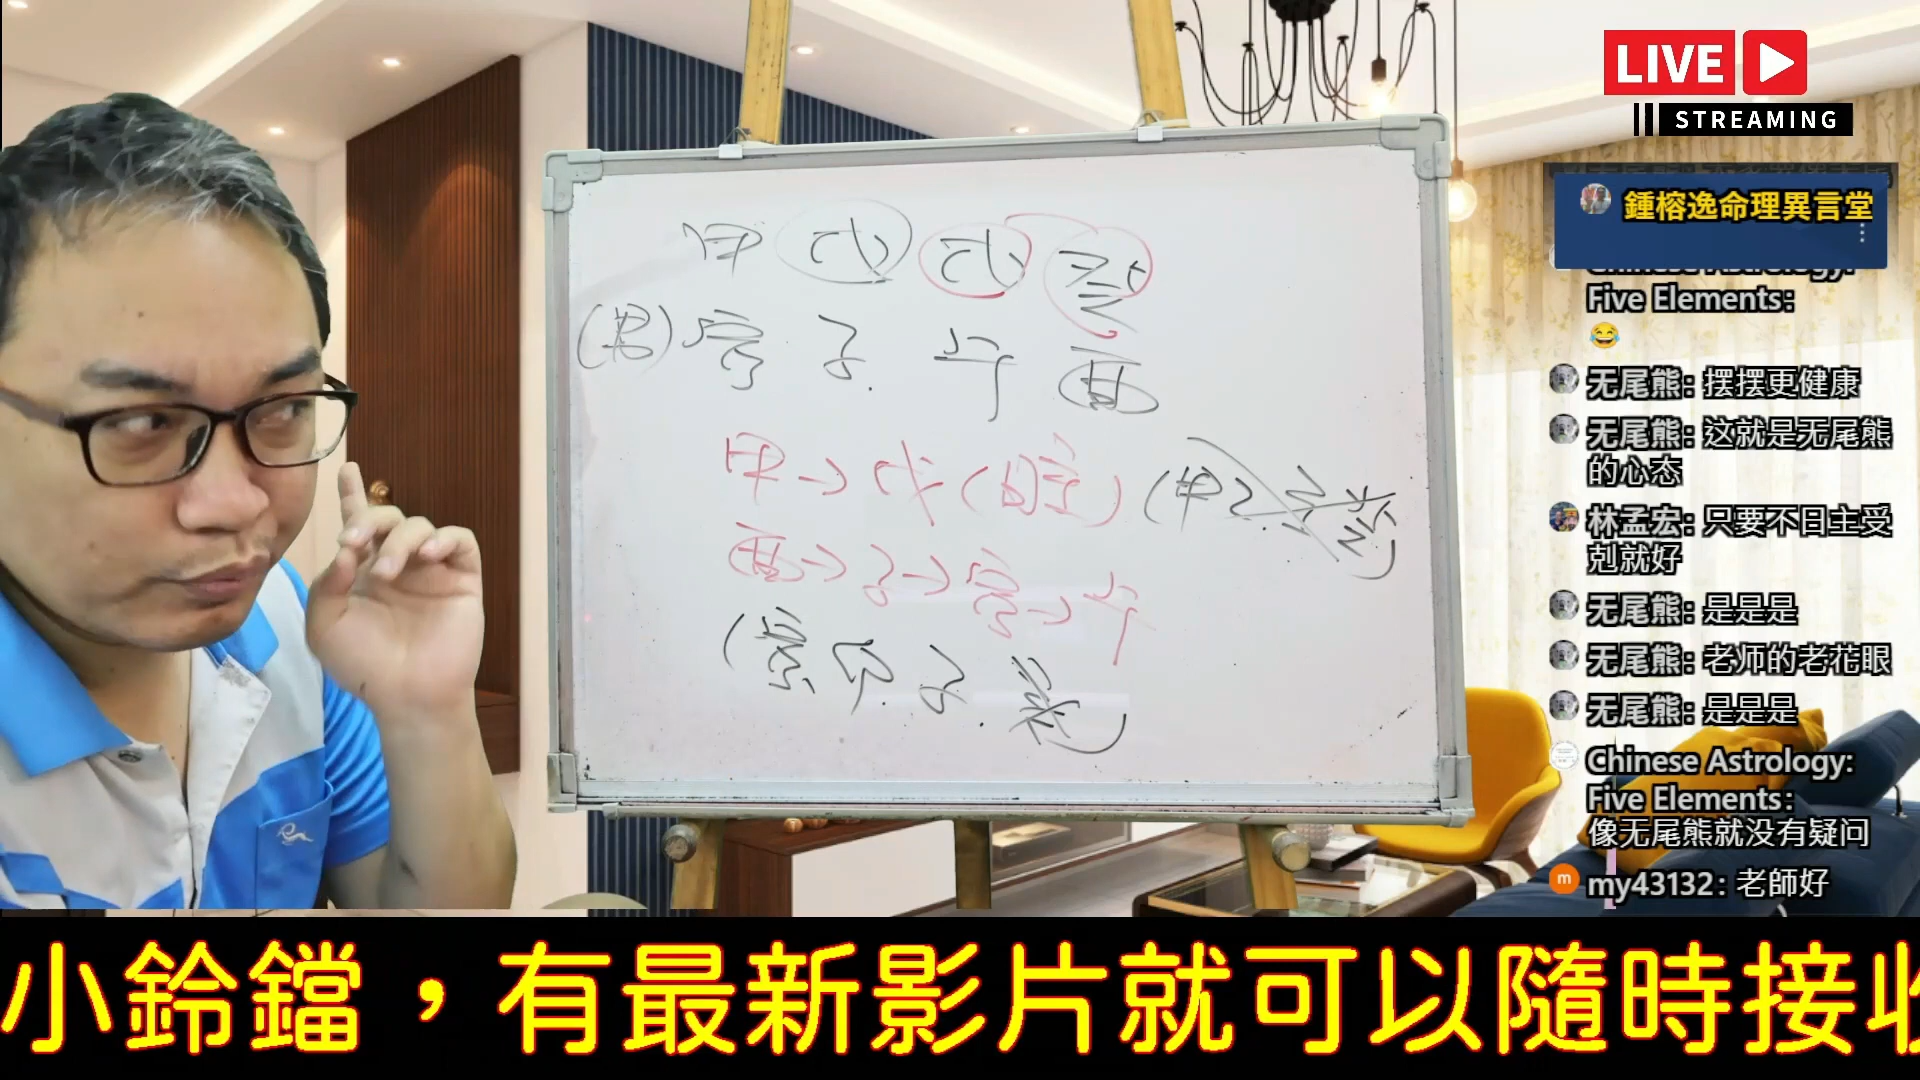 LIVE
STREAMING
鍾榕逸命理異言堂
Five Elements:
😂
无尾熊: 摆摆更健康
无尾熊: 这就是无尾熊
的心态
林孟宏: 只要不日主受
剋就好
无尾熊: 是是是
无尾熊: 老师的老花眼
无尾熊: 是是是
Chinese Astrology:
Five Elements:
像无尾熊就没有疑问
my43132: 老師好
甲 戊 戊 癸
(男) 寅 子 午 酉
甲→戊(
酉→子→寅→午
小鈴鐺，有最新影片就可以隨時接收